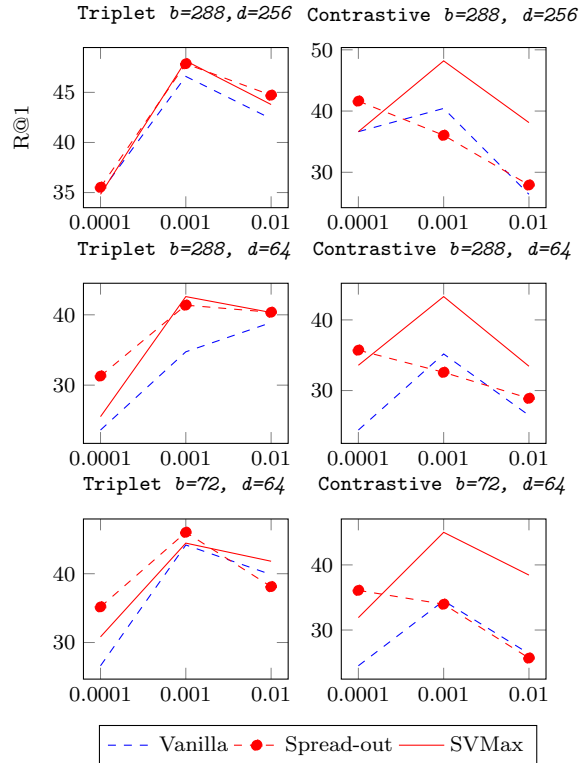 Triplet b=288,d=256
Contrastive b=288, d=256
R@1
45
40
35
0.0001 0.001 0.01
50
40
30
0.0001 0.001 0.01
Triplet b=288, d=64
Contrastive b=288, d=64
40
30
0.0001 0.001 0.01
40
30
0.0001 0.001 0.01
Triplet b=72, d=64
Contrastive b=72, d=64
40
30
0.0001 0.001 0.01
50
40
30
0.0001 0.001 0.01
Vanilla Spread-out SVMax